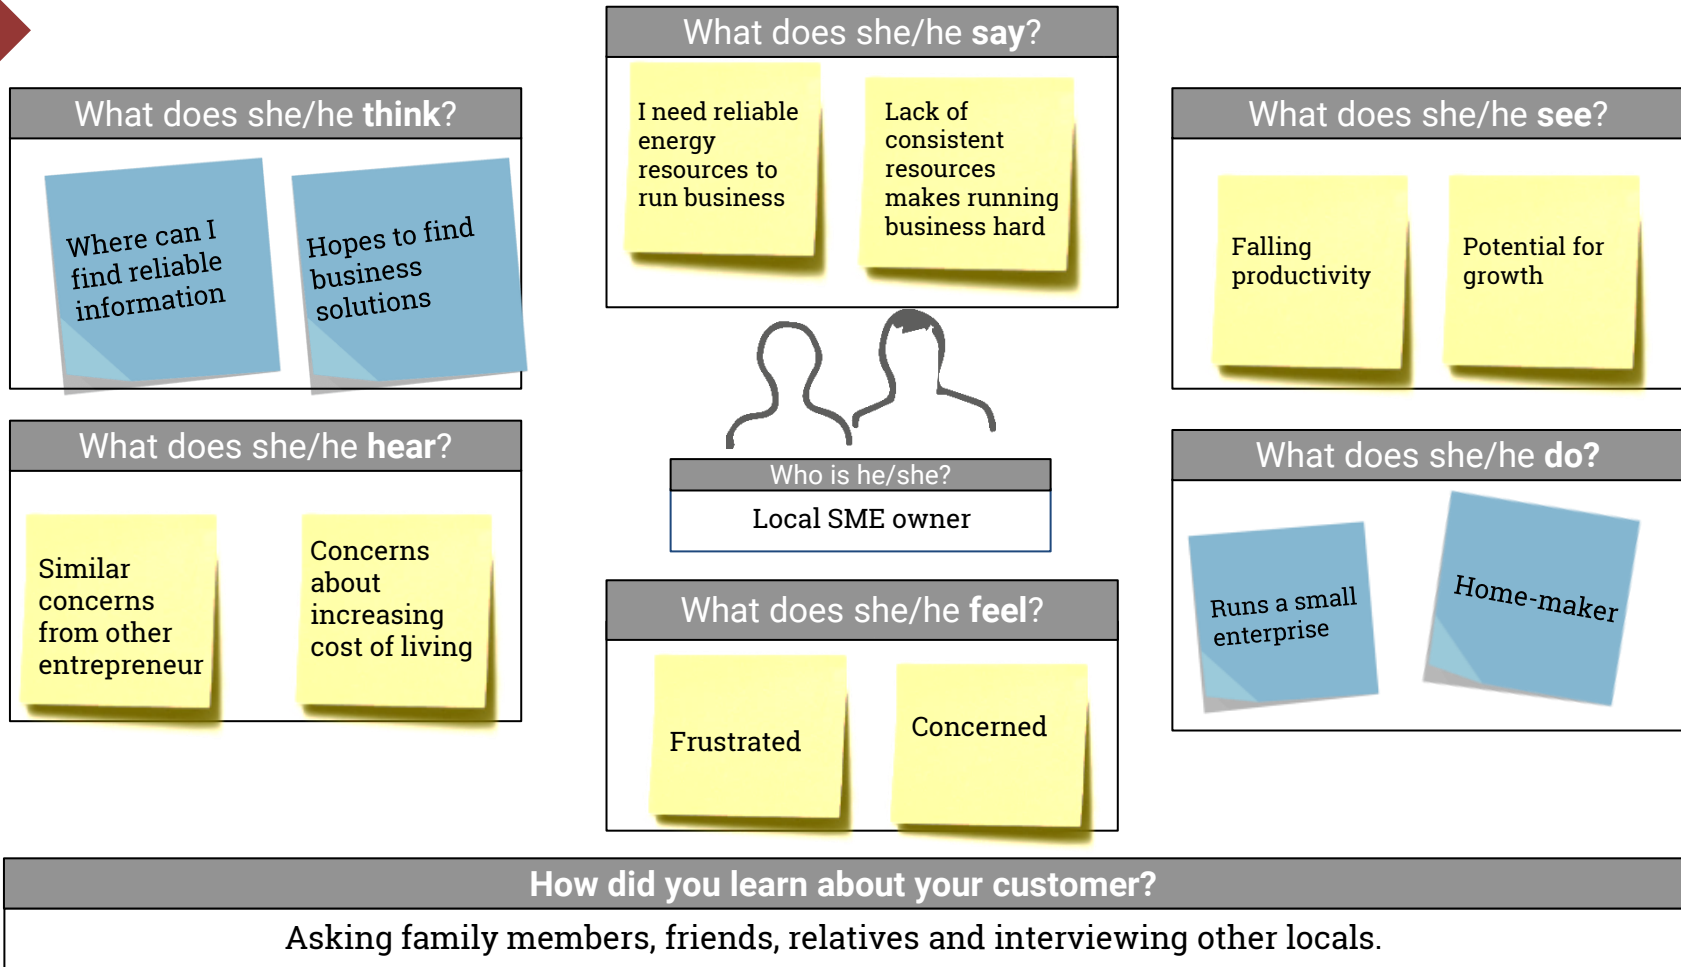 What does she/he say?
I need reliable
energy
resources to
run business
Lack of
consistent
resources
makes running
business hard
What does she/he think?
Where can I
find reliable
information
Hopes to find
business
solutions
What does she/he see?
Falling
productivity
Potential for
growth
What does she/he hear?
Similar
concerns
from other
entrepreneur
Concerns
about
increasing
cost of living
Who is he/she?
Local SME owner
What does she/he do?
Runs a small
enterprise
Home-maker
What does she/he feel?
Frustrated
Concerned
How did you learn about your customer?
Asking family members, friends, relatives and interviewing other locals.